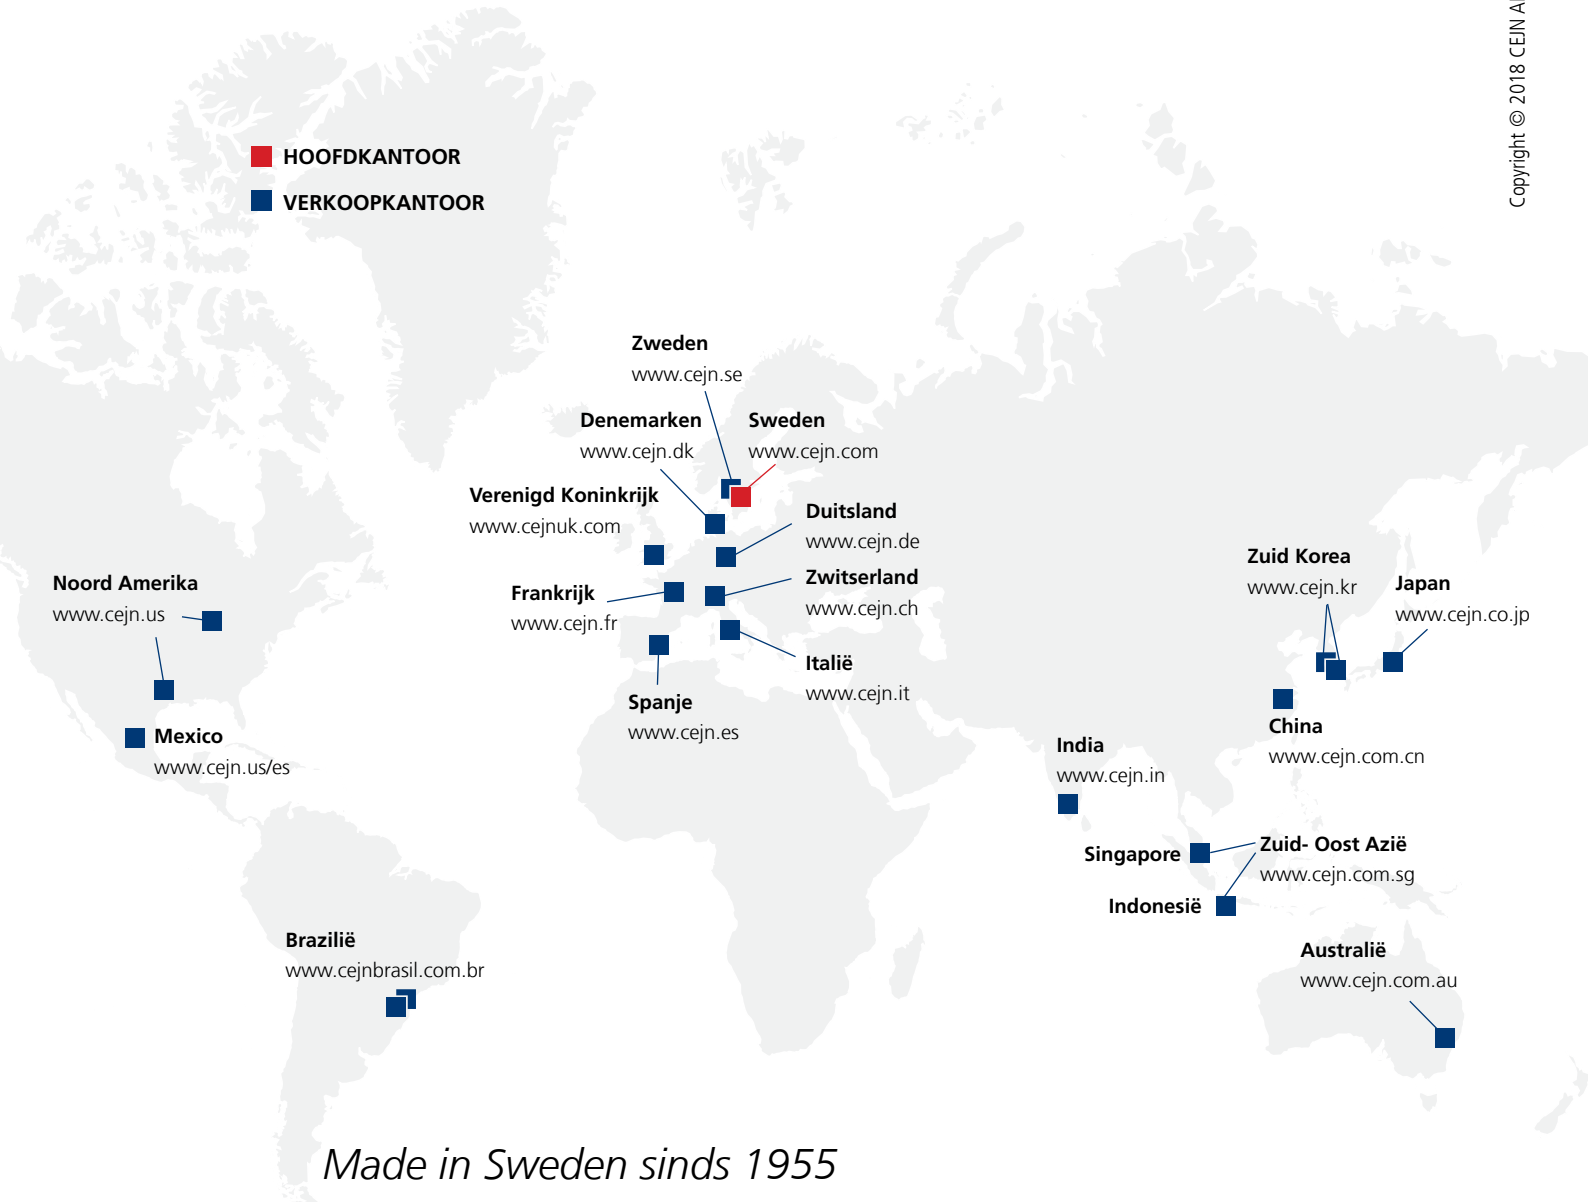 Copyright © 2018 CEJN
HOOFDKANTOOR
VERKOOPKANTOOR
Zweden
www.cejn.se
Denemarken
www.cejn.dk
Sweden
www.cejn.com
Verenigd Koninkrijk
www.cejnuk.com
Duitsland
www.cejn.de
Frankrijk
www.cejn.fr
Zwitserland
www.cejn.ch
Italië
www.cejn.it
Spanje
www.cejn.es
Noord Amerika
www.cejn.us
Mexico
www.cejn.us/es
Brazilië
www.cejnbrasil.com.br
Zuid Korea
www.cejn.kr
Japan
www.cejn.co.jp
China
www.cejn.com.cn
India
www.cejn.in
Singapore
Zuid- Oost Azië
www.cejn.com.sg
Indonesië
Australië
www.cejn.com.au
Made in Sweden sinds 1955